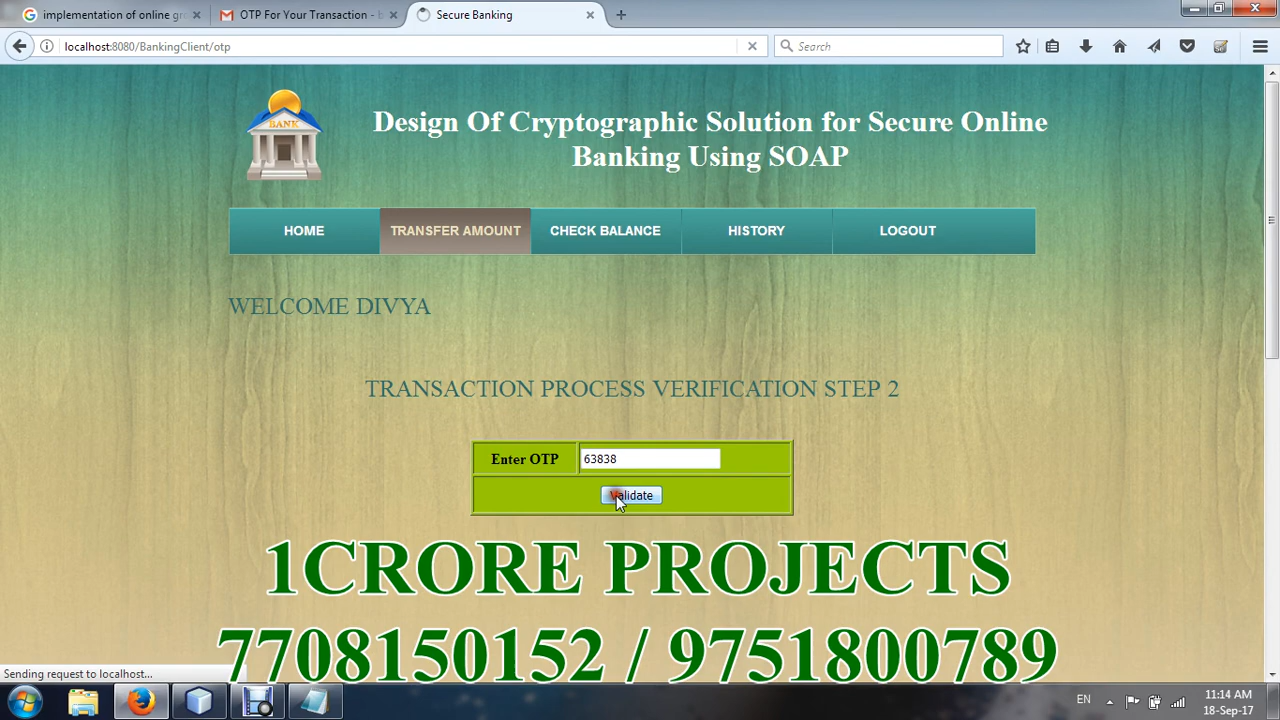 implementation of online gr
OTP For Your Transaction - b
Secure Banking
localhost:8080/BankingClient/otp
Search
BANK
Design Of Cryptographic Solution for Secure Online
Banking Using SOAP
HOME
TRANSFER AMOUNT
CHECK BALANCE
HISTORY
LOGOUT
WELCOME DIVYA
TRANSACTION PROCESS VERIFICATION STEP 2
Enter OTP
63838
Validate
1CRORE PROJECTS
7708150152 / 9751800789
Sending request to localhost...
EN
11:14 AM
18-Sep-17